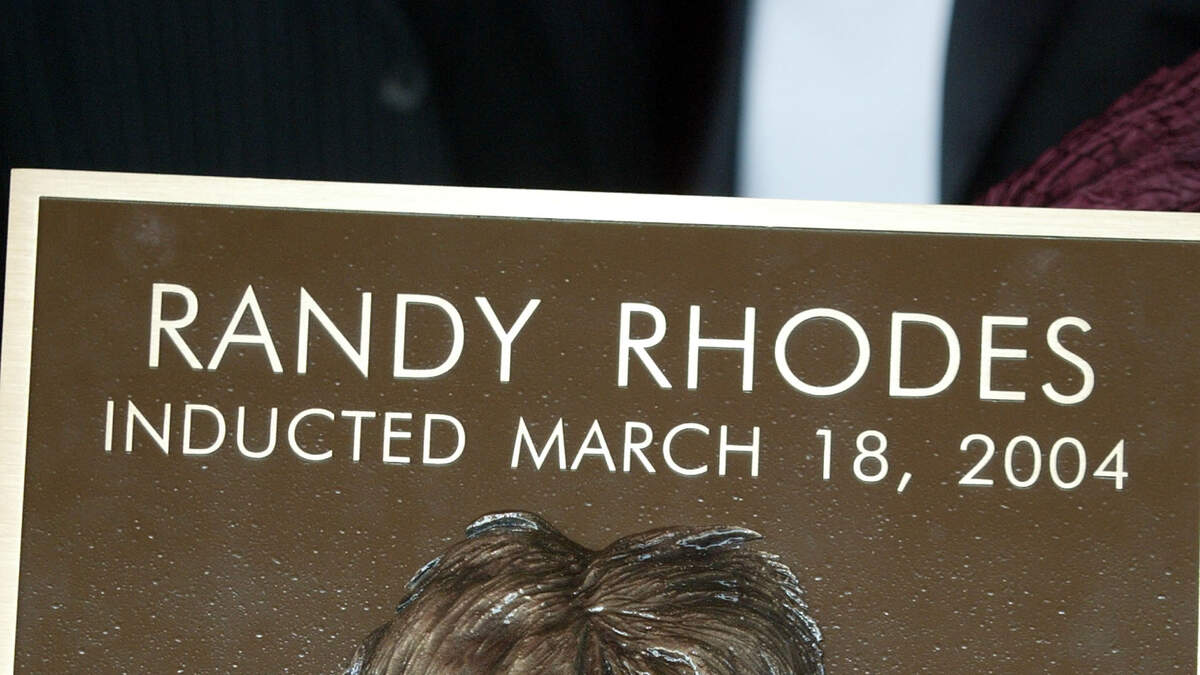 RANDY RHODES
INDUCTED MARCH 18, 2004